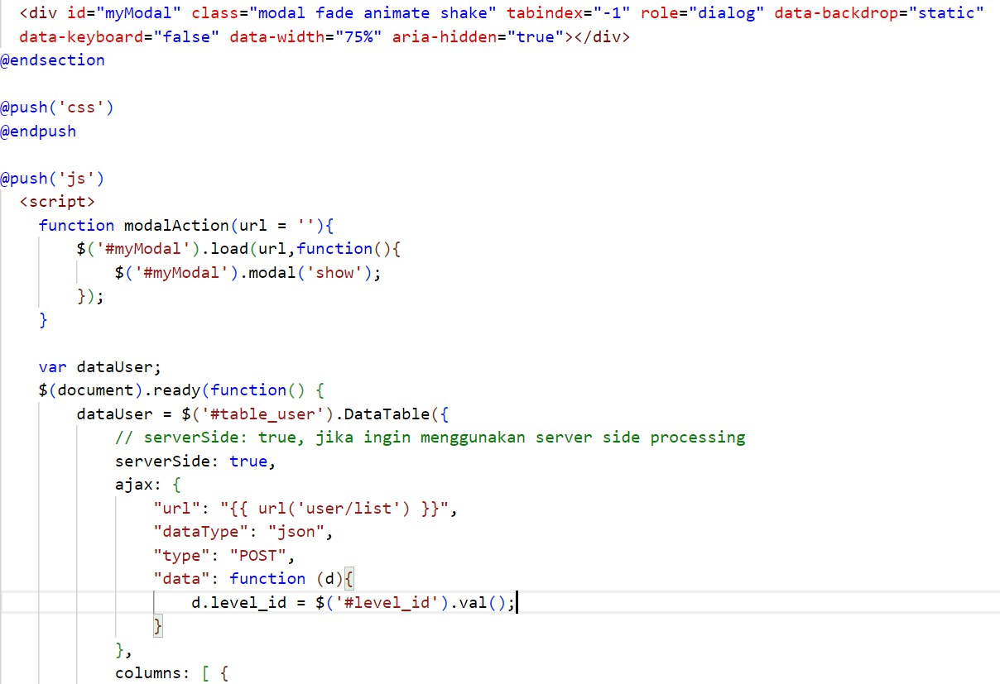 <div id="myModal" class="modal fade animate shake" tabindex="-1" role="dialog" data-backdrop="static"
data-keyboard="false" data-width="75%" aria-hidden="true"></div>
@endsection
@push('css')
@endpush
@push('js')
<script>
function modalAction(url = ''){
$('#myModal').load(url,function(){
$('#myModal').modal('show');
});
}
var dataUser;
$(document).ready(function() {
dataUser = $('#table_user').DataTable({
// serverSide: true, jika ingin menggunakan server side processing
serverSide: true,
ajax: {
"url": "{{ url('user/list') }}",
"dataType": "json",
"type": "POST",
"data": function (d){
d.level_id = $('#level_id').val();
}
},
columns: [ {